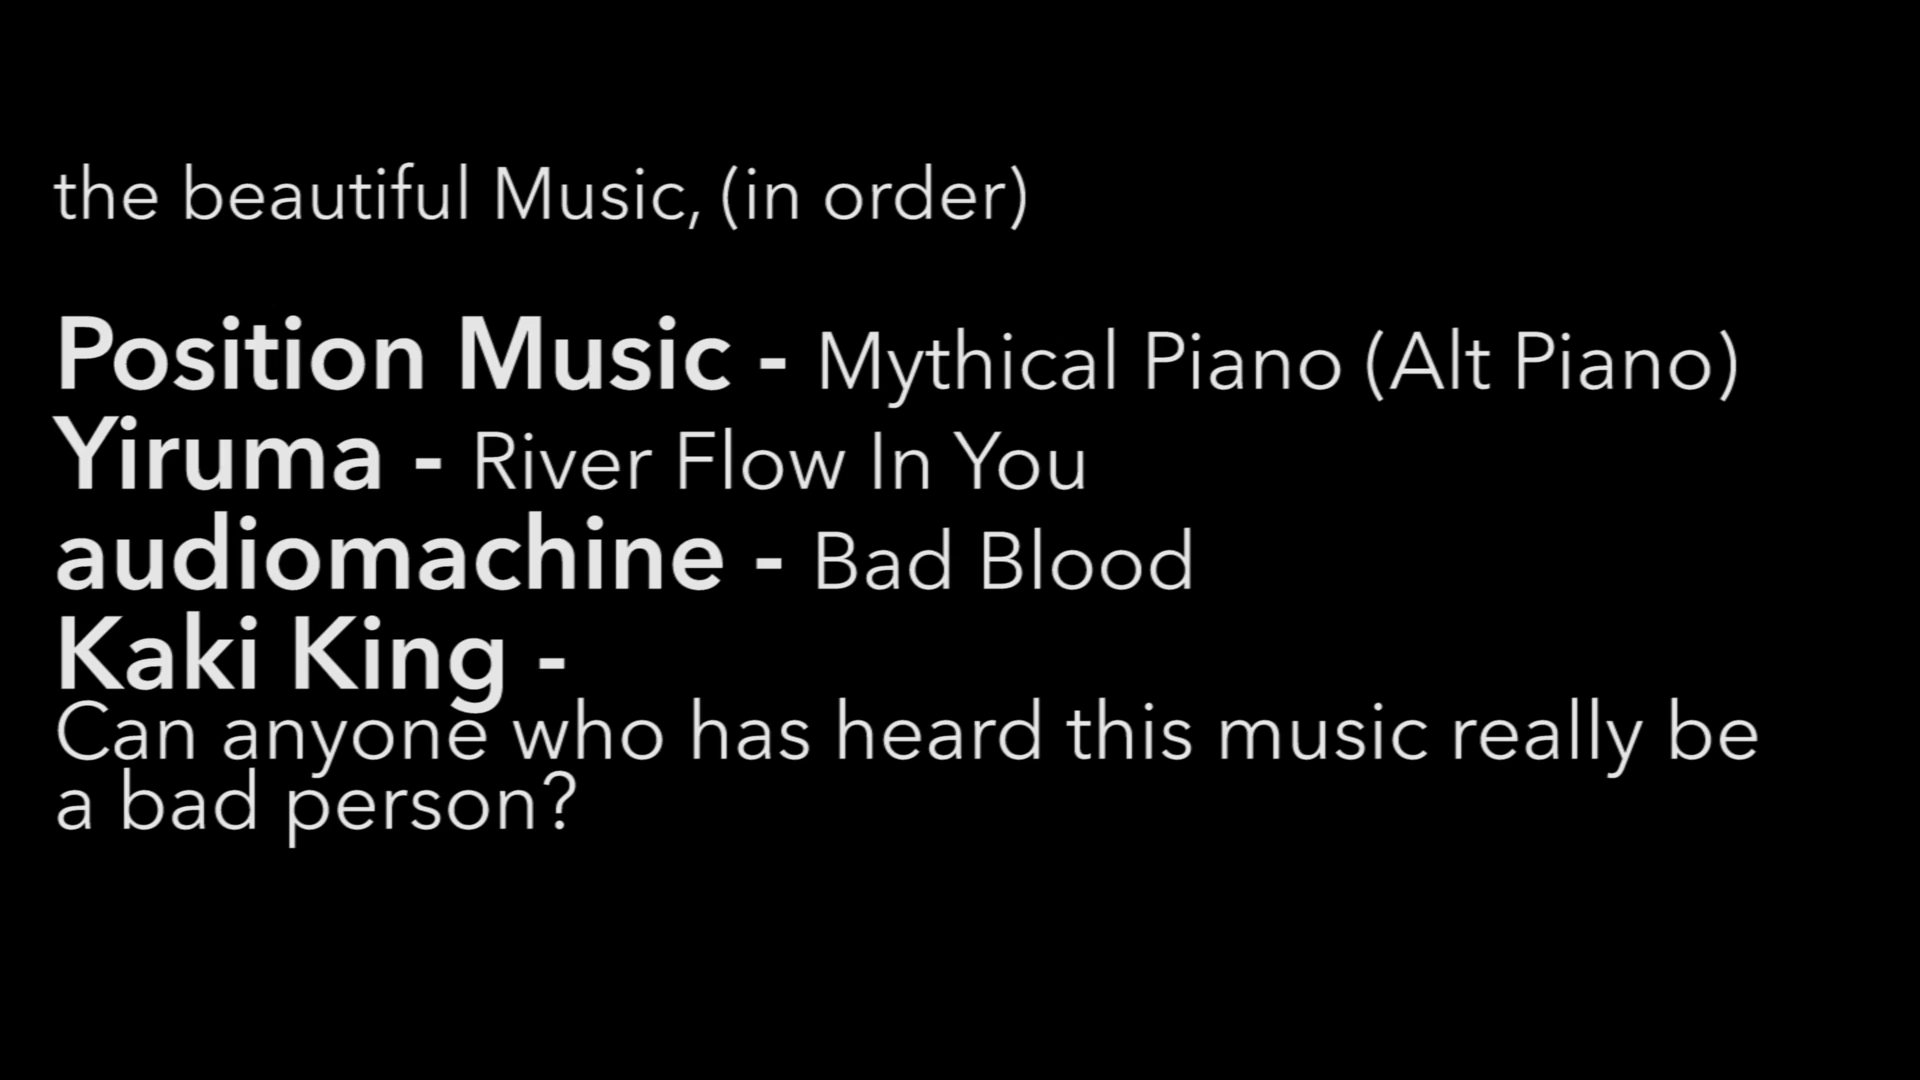 the beautiful Music, (in order)
Position Music - Mythical Piano (Alt Piano)
Yiruma - River Flow In You
audiomachine - Bad Blood
Kaki King -
Can anyone who has heard this music really be
a bad person?